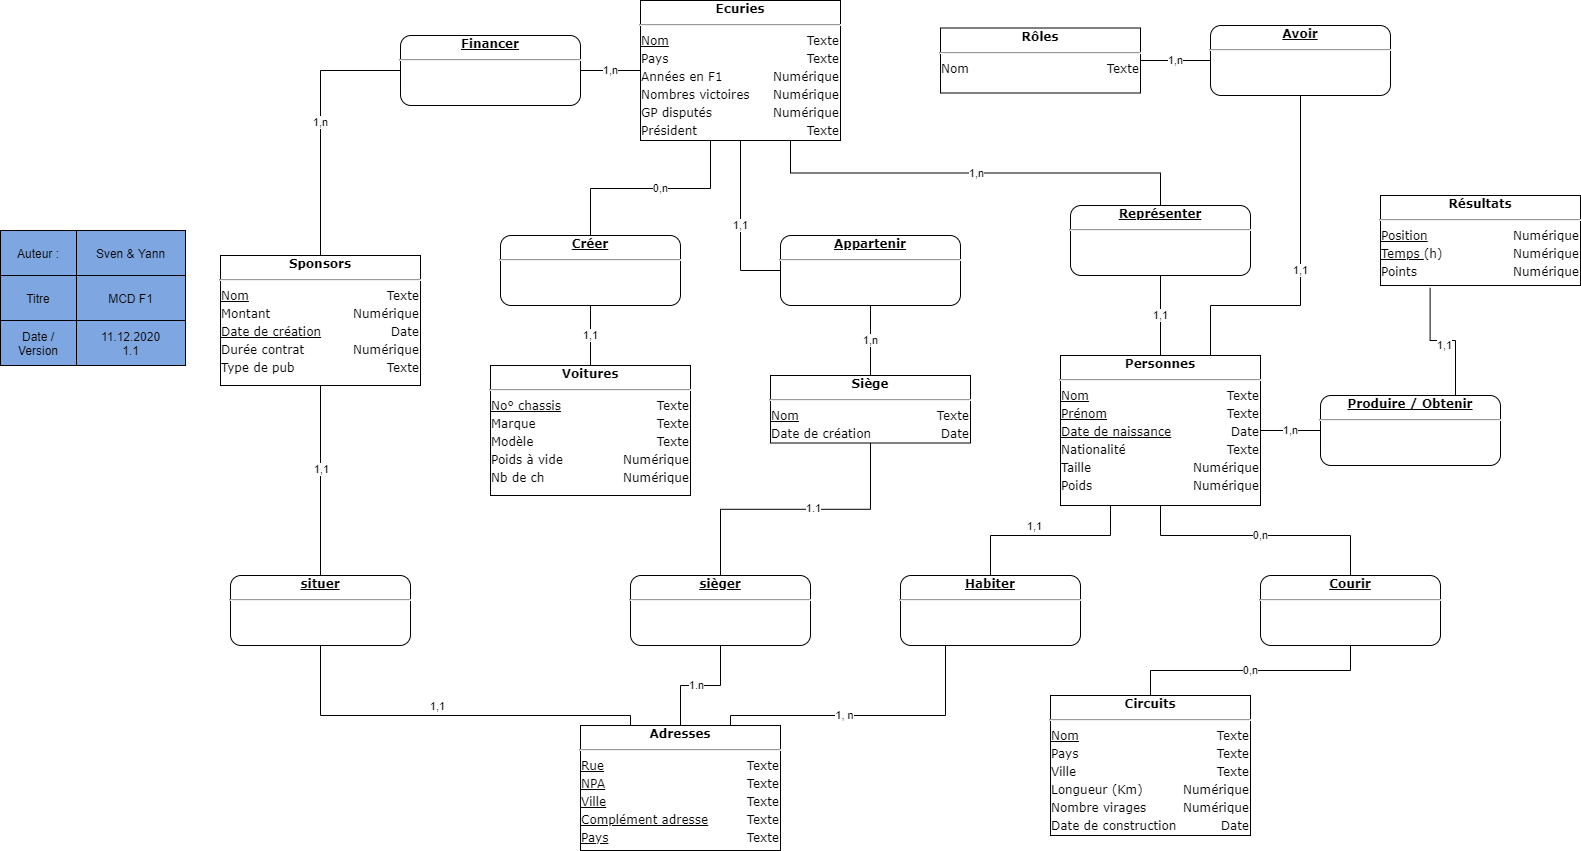 Ecuries
Nom Texte
Pays Texte
Années en F1 Numérique
Nombres victoires Numérique
GP disputés Numérique
Président Texte
Financer
1,n
1,n
Rôles
Nom Texte
1,n
Avoir
1,1
0,n
1,1
1,n
Créer
Appartenir
Représenter
Résultats
Position Numérique
Temps (h) Numérique
Points Numérique
Auteur : Sven & Yann
Titre MCD F1
Date / Version 11.12.2020 1.1
Sponsors
Nom Texte
Montant Numérique
Date de création Date
Durée contrat Numérique
Type de pub Texte
1,1
1,n
1,1
1,1
Voitures
No° chassis Texte
Marque Texte
Modèle Texte
Poids à vide Numérique
Nb de ch Numérique
Siège
Nom Texte
Date de création Date
Personnes
Nom Texte
Prénom Texte
Date de naissance Date
Nationalité Texte
Taille Numérique
Poids Numérique
1,n
Produire / Obtenir
1,1
1.1
1,1
0,n
situer
sièger
Habiter
Courir
1,1
1.n
1, n
0,n
Adresses
Rue Texte
NPA Texte
Ville Texte
Complément adresse Texte
Pays Texte
Circuits
Nom Texte
Pays Texte
Ville Texte
Longueur (Km) Numérique
Nombre virages Numérique
Date de construction Date